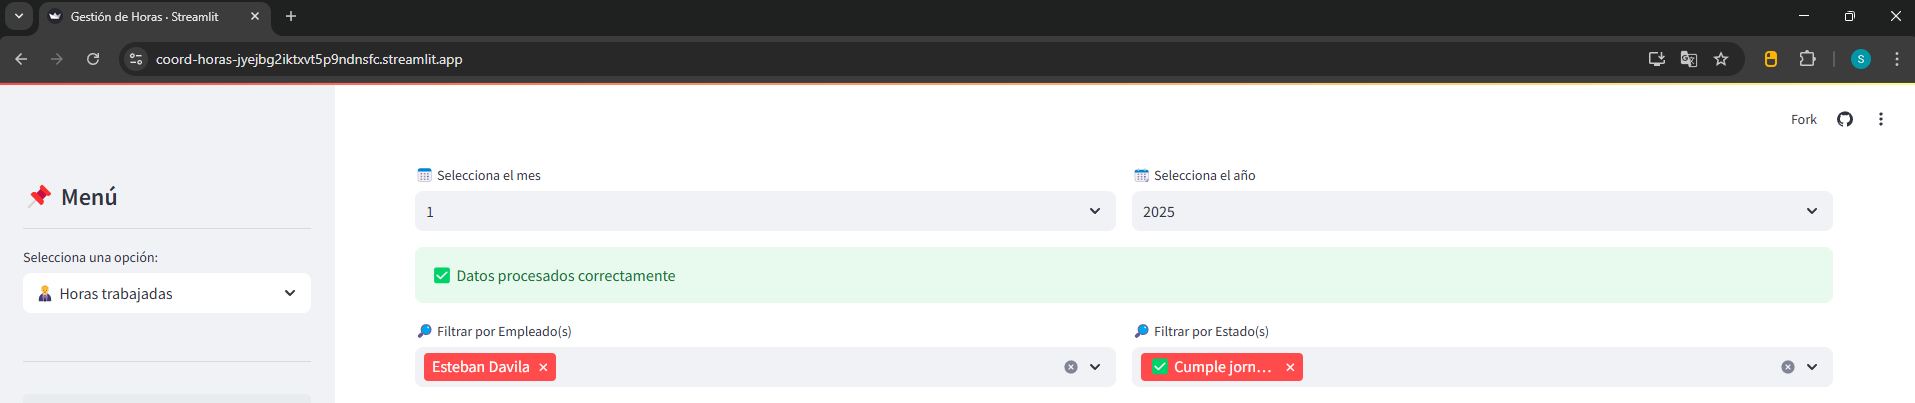 Gestión de Horas · Streamlit
coord-horas-jyejbg2iktxvt5p9ndnsfc.streamlit.app
S
Fork
📌 Menú
Selecciona una opción:
Horas trabajadas
Selecciona el mes
1
Selecciona el año
2025
✅ Datos procesados correctamente
🔎 Filtrar por Empleado(s)
Esteban Davila
🔎 Filtrar por Estado(s)
✅ Cumple jorn…